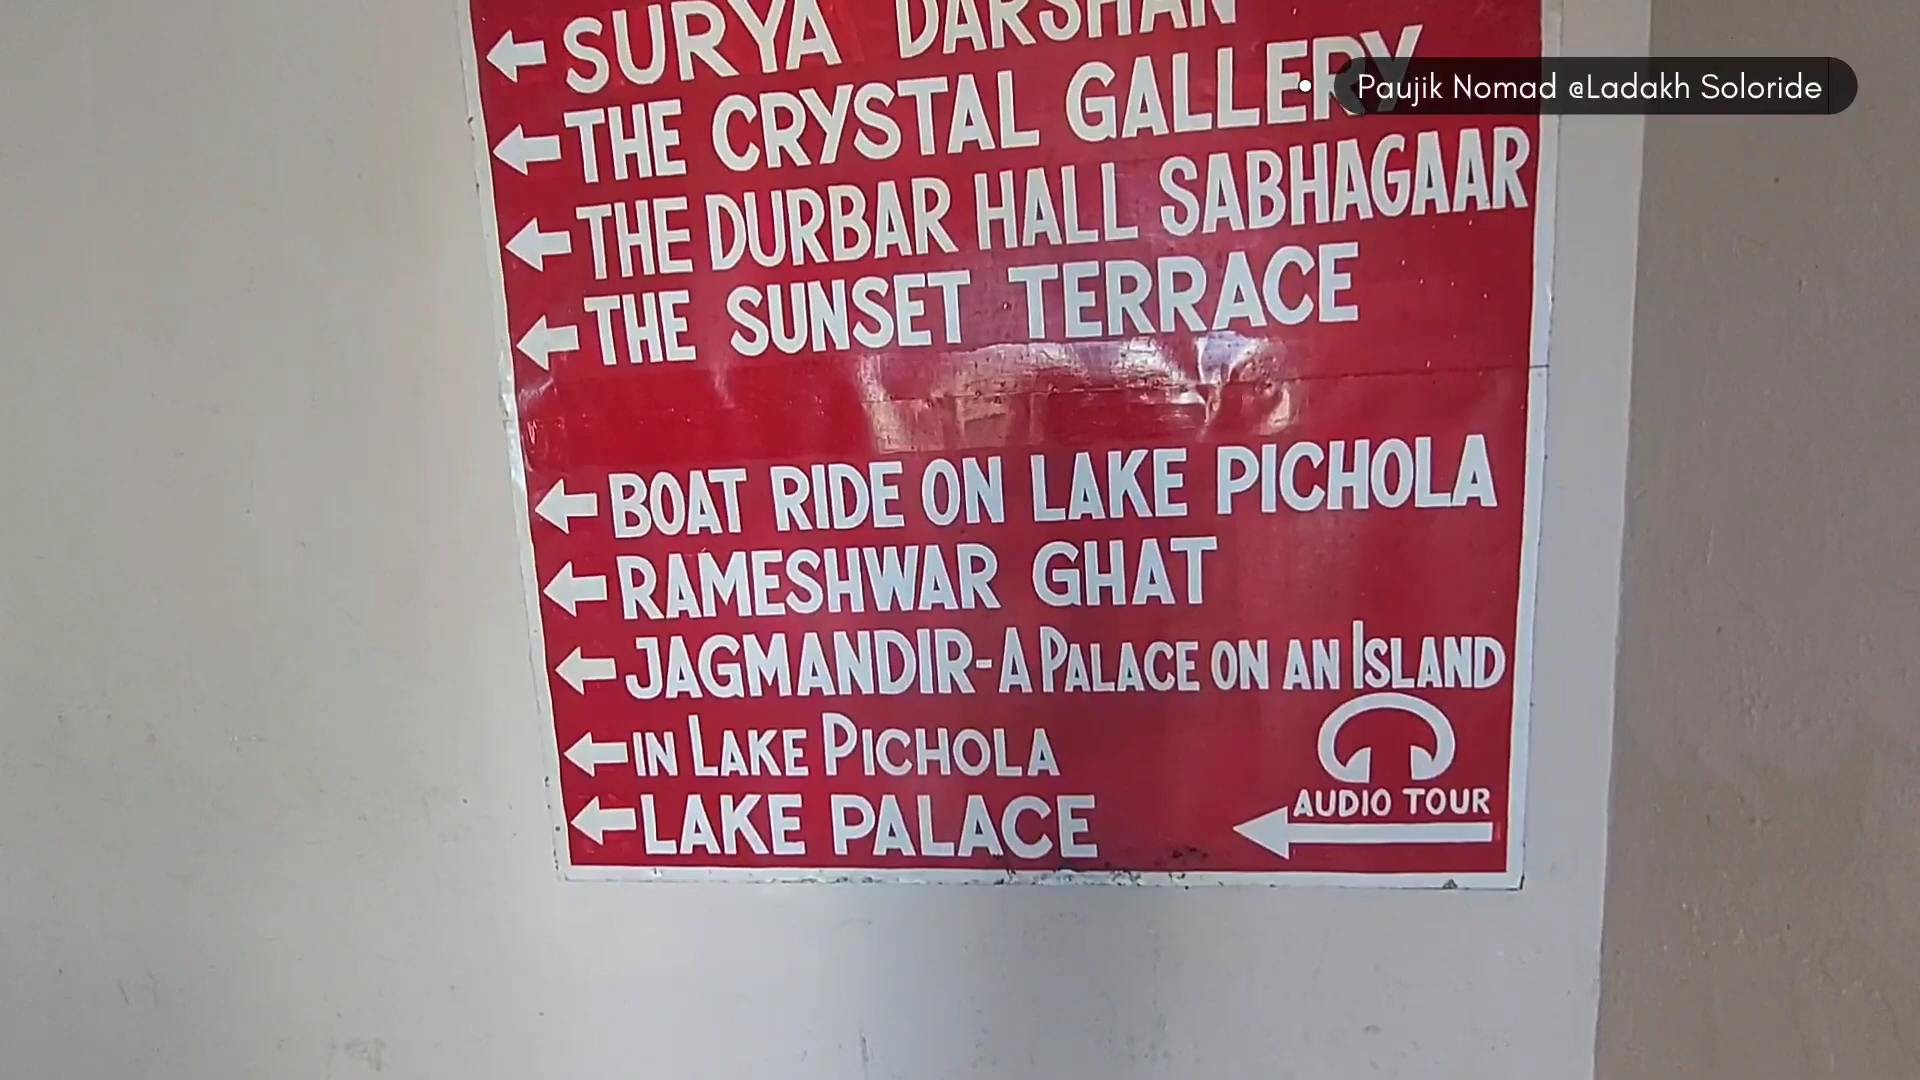 SURYA DARSHAN
THE CRYSTAL GALLERY
Paujik Nomad @Ladakh Soloride
THE DURBAR HALL SABHAGAAR
THE SUNSET TERRACE
BOAT RIDE ON LAKE PICHOLA
RAMESHWAR GHAT
JAGMANDIR-A PALACE ON AN ISLAND
IN LAKE PICHOLA
LAKE PALACE
AUDIO TOUR